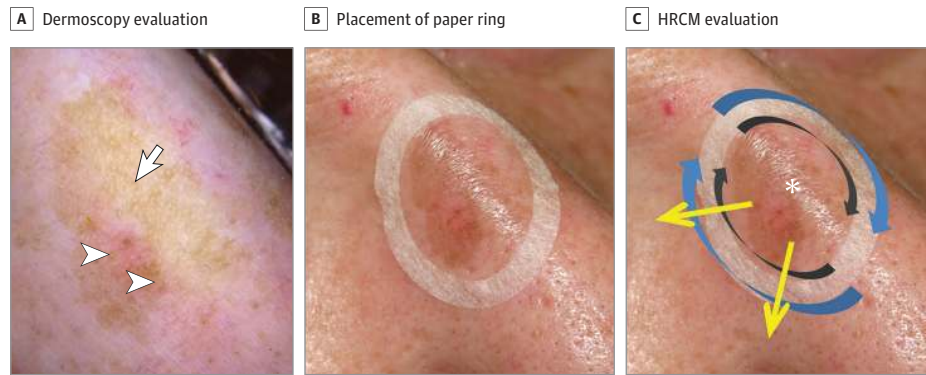 A Dermoscopy evaluation
B Placement of paper ring
C HRCM evaluation
*